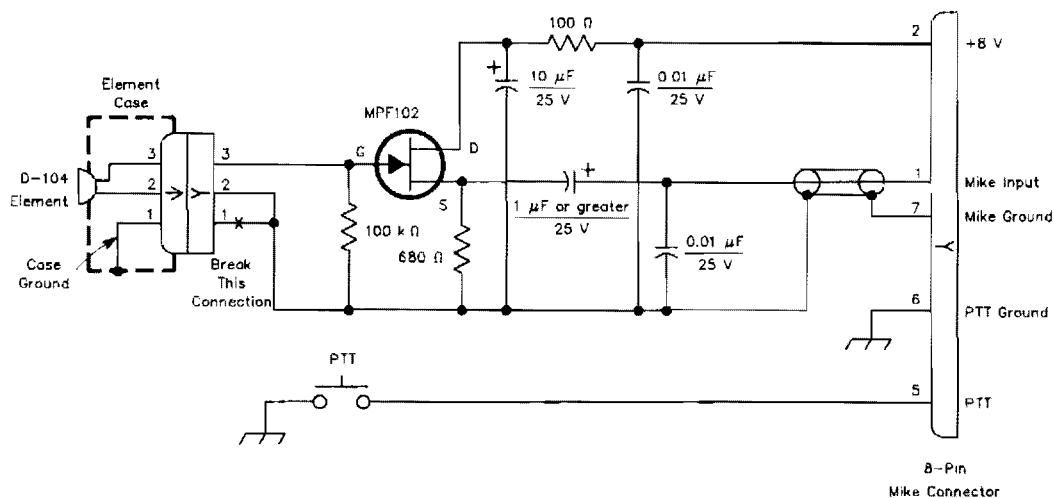 100 Ω
2
+8 V
+
10 µF
25 V
0.01 µF
25 V
Element
Case
MPF102
3
3
G
D
D-104
Element
2
2
S
+
1
Mike Input
1
1
1 µF or greater
25 V
7
Mike Ground
100 k Ω
680 Ω
0.01 µF
25 V
Case
Ground
Break
This
Connection
6
PTT Ground
PTT
5
PTT
8-Pin
Mike Connector